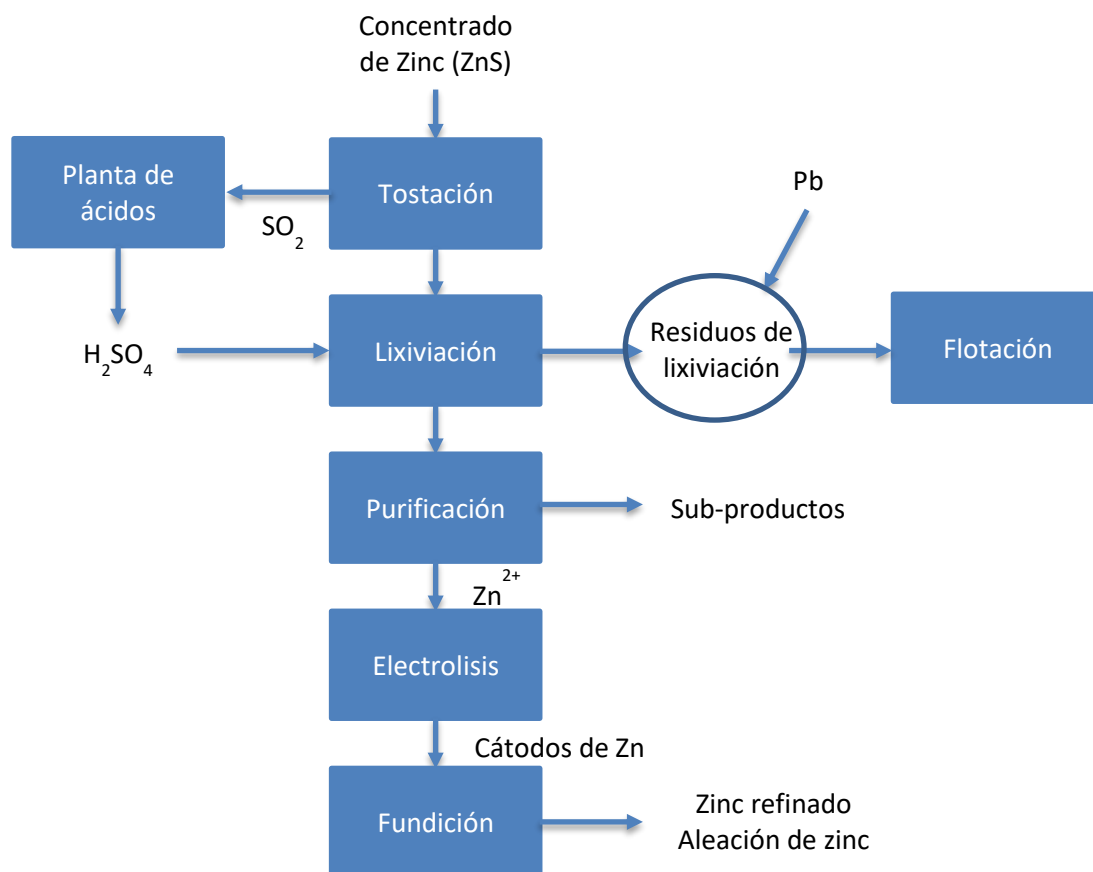 Concentrado
de Zinc (ZnS)
Planta de
ácidos
Tostación
SO2
Pb
H2SO4
Lixiviación
Residuos de
lixiviación
Flotación
Purificación
Sub-productos
Zn2+
Electrolisis
Cátodos de Zn
Fundición
Zinc refinado
Aleación de zinc